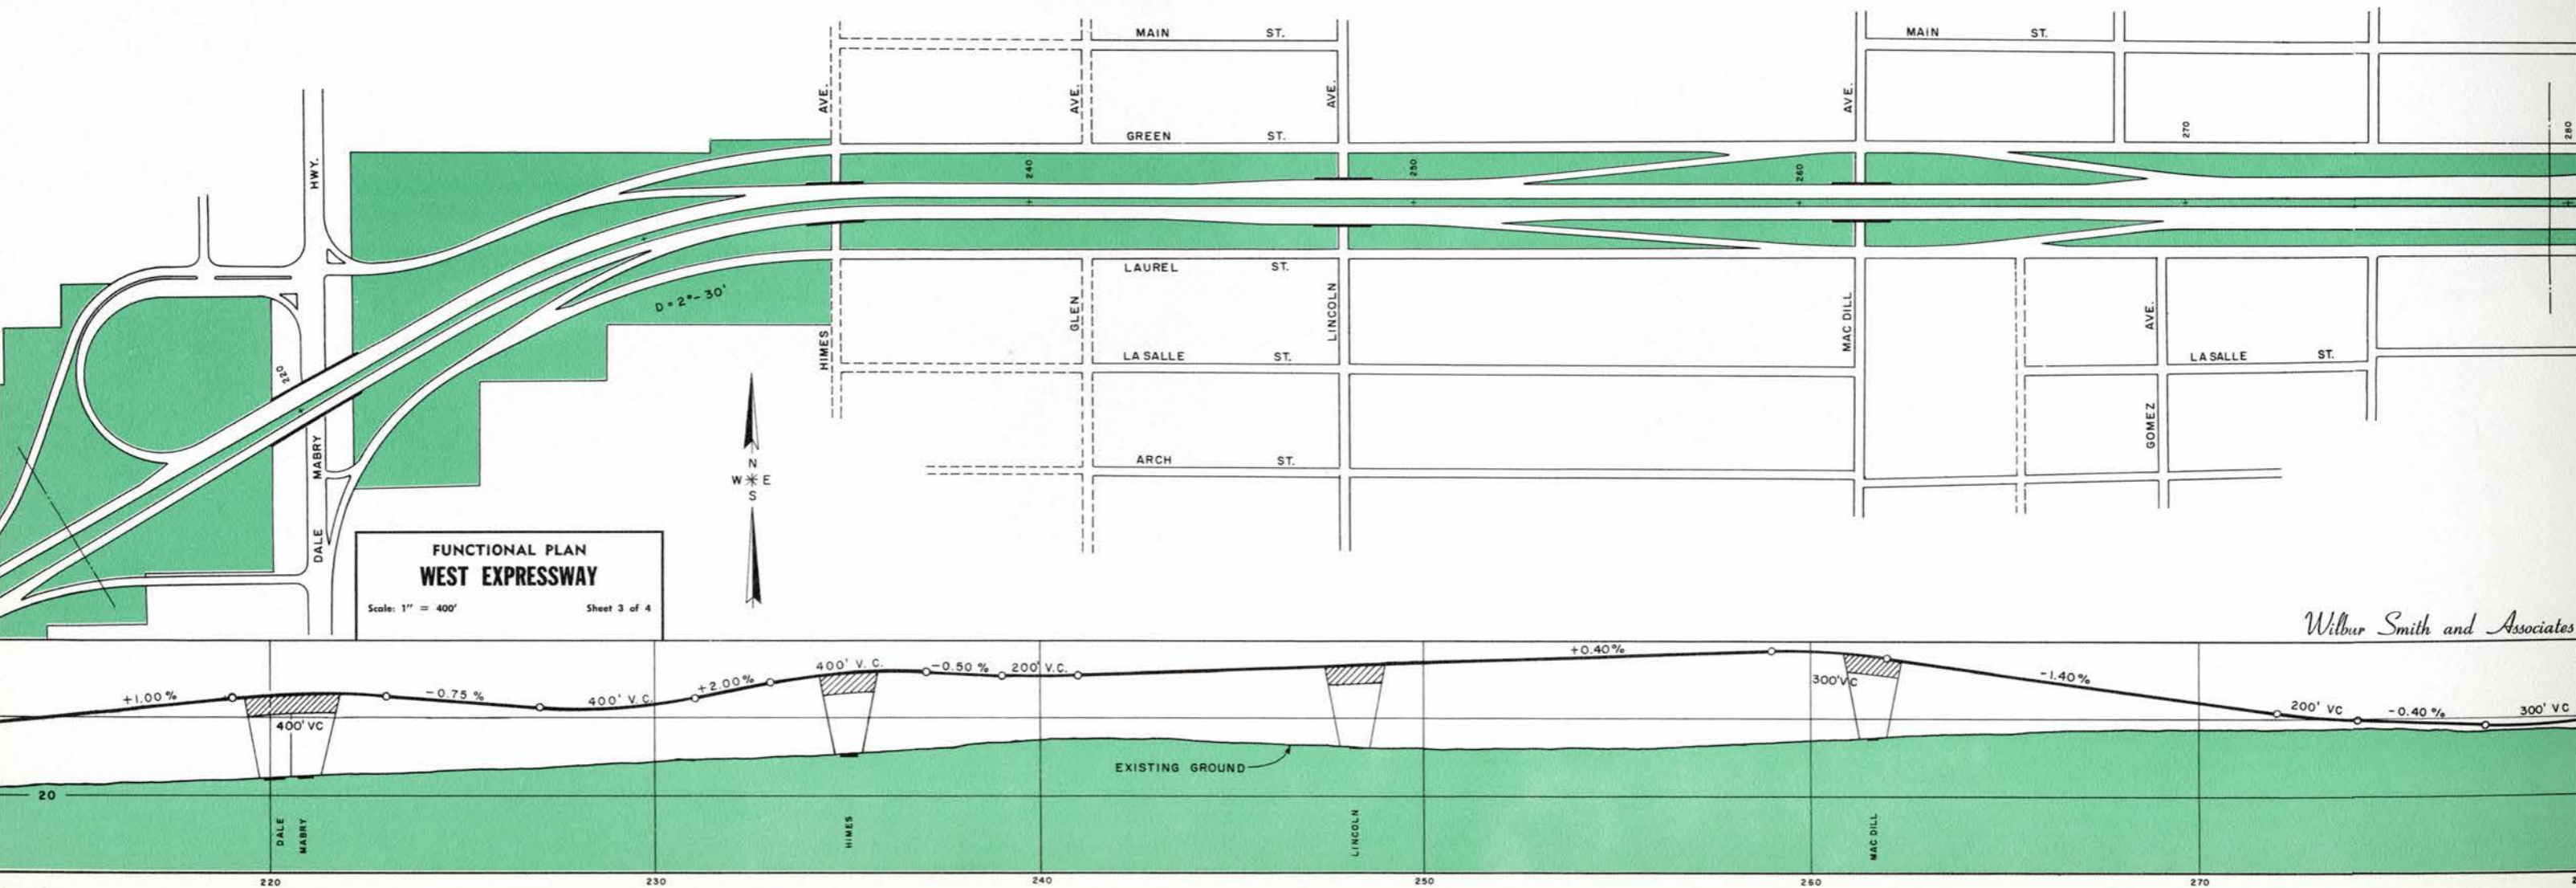 MAIN ST.
MAIN ST.
AVE.
AVE.
AVE.
AVE.
HWY.
GREEN ST.
240
250
260
270
280
LAUREL ST.
D = 2°- 30'
HIMES
GLEN
LINCOLN
MAC DILL
AVE.
LA SALLE ST.
LA SALLE ST.
220
MABRY
GOMEZ
ARCH ST.
N
W E
S
DALE
FUNCTIONAL PLAN
WEST EXPRESSWAY
Scale: 1" = 400'
Sheet 3 of 4
Wilbur Smith and Associates
+1.00 %
400' VC
-0.75 %
400' V.C.
+2.00 %
400' V. C.
-0.50 %
200' V.C.
+0.40 %
300' VC
-1.40 %
200' VC
-0.40 %
300' VC
EXISTING GROUND
20
DALE
MABRY
HIMES
LINCOLN
MAC DILL
220
230
240
250
260
270